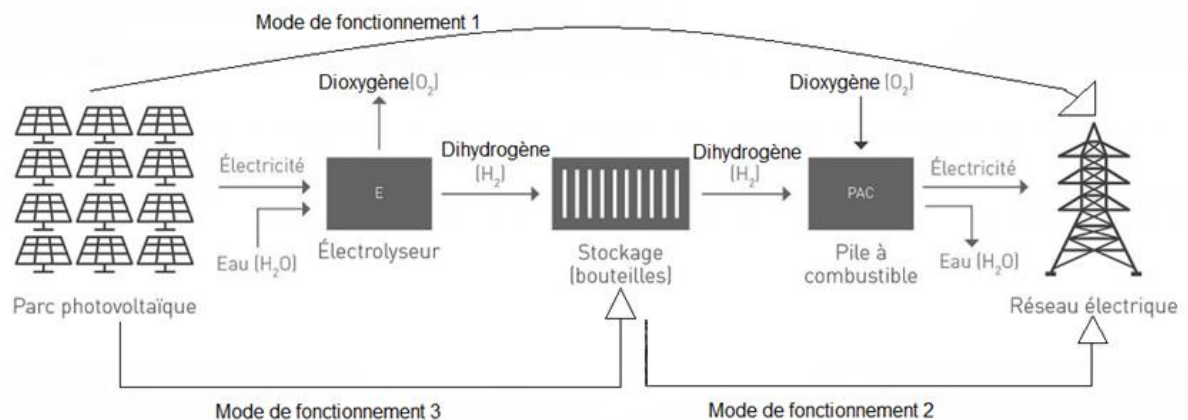 Mode de fonctionnement 1
Dioxygène (O₂)
Dioxygène (O₂)
Électricité
Dihydrogène
(H₂)
Dihydrogène
(H₂)
Électricité
E
PAC
Eau (H₂O)
Électrolyseur
Stockage
(bouteilles)
Pile à
combustible
Eau (H₂O)
Parc photovoltaïque
Réseau électrique
Mode de fonctionnement 3
Mode de fonctionnement 2